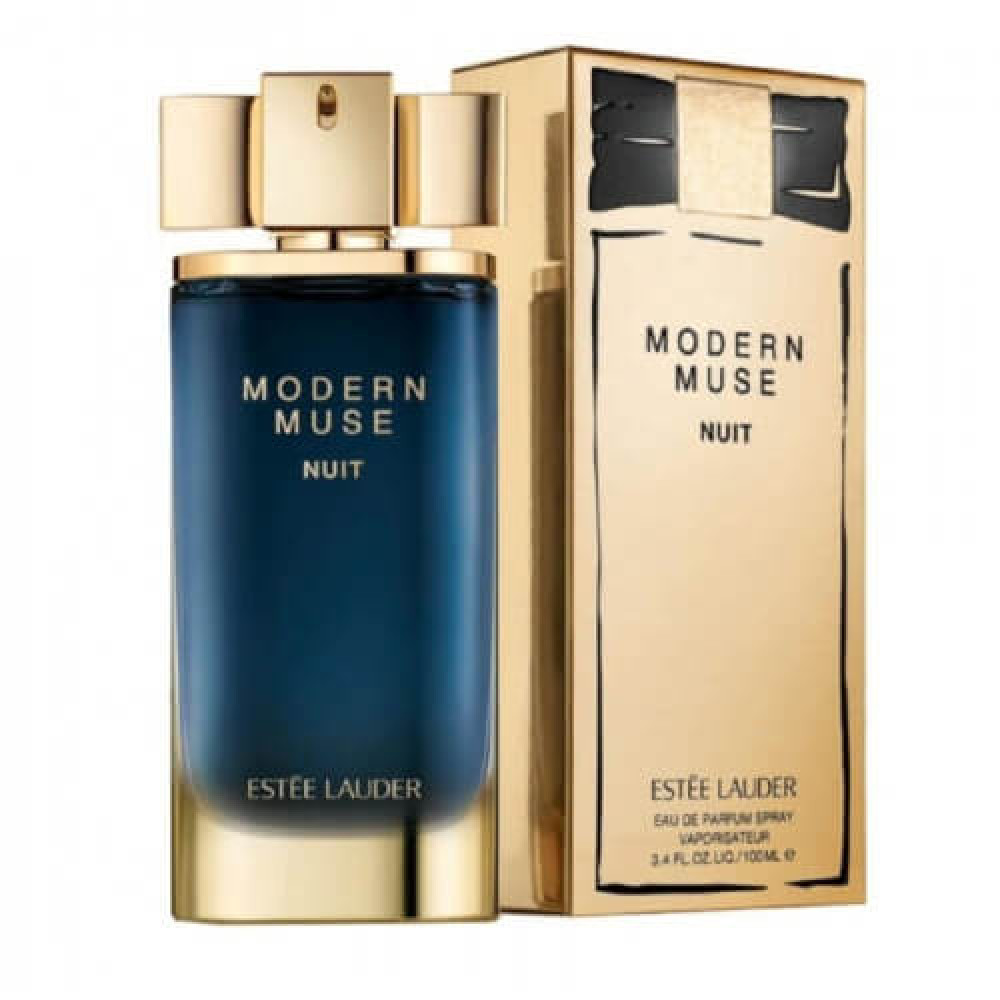 MODERN
MUSE
NUIT
ESTĒE LAUDER
MODERN
MUSE
NUIT
ESTĒE LAUDER
EAU DE PARFUM SPRAY
VAPORISATEUR
3.4 FL.OZ.LIQ./100ML ℮